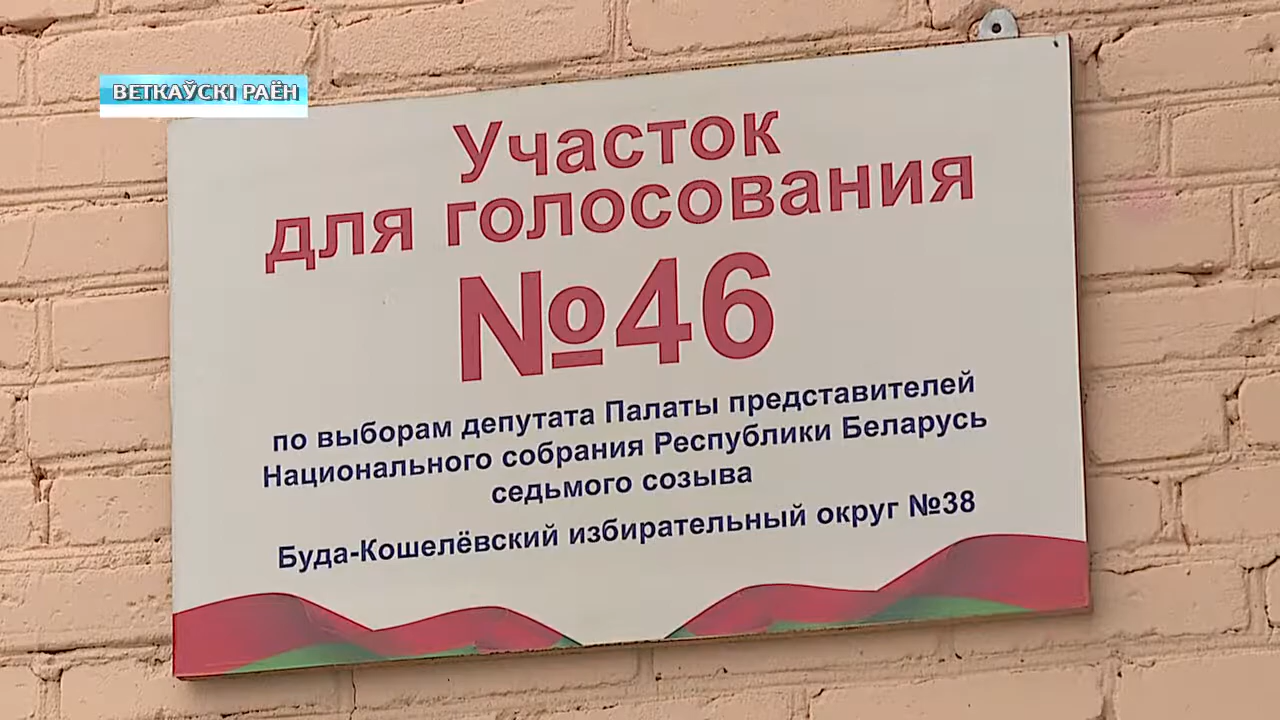 ВЕТКАЎСКІ РАЁН
Участок
для голосования
№46
по выборам депутата Палаты представителей
Национального собрания Республики Беларусь
седьмого созыва
Буда-Кошелёвский избирательный округ №38